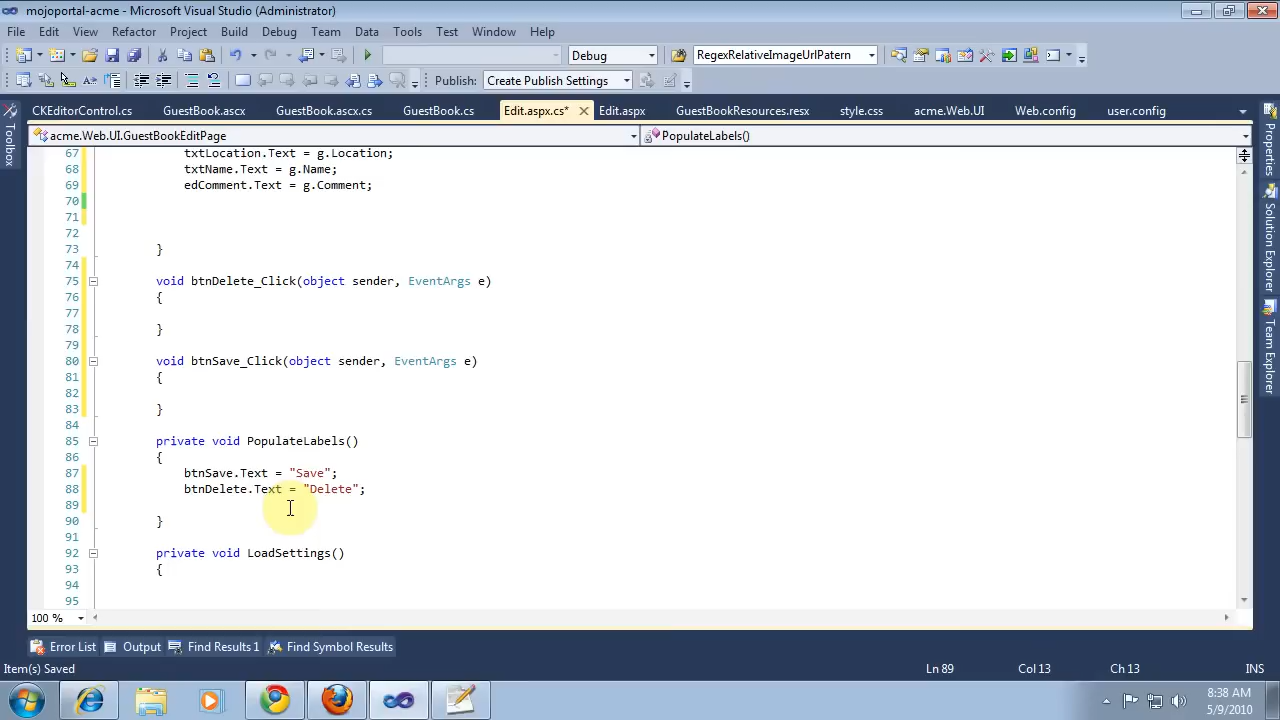 mojoportal-acme - Microsoft Visual Studio (Administrator)
File Edit View Refactor Project Build Debug Team Data Tools Test Window Help
Debug RegexRelativeImageUrlPatern
Publish: Create Publish Settings
CKEditorControl.cs GuestBook.ascx GuestBook.ascx.cs GuestBook.cs Edit.aspx.cs* Edit.aspx GuestBookResources.resx style.css acme.Web.UI Web.config user.config
acme.Web.UI.GuestBookEditPage PopulateLabels()
67 txtLocation.Text = g.Location;
68 txtName.Text = g.Name;
69 edComment.Text = g.Comment;
70
71
72
73 }
74
75 void btnDelete_Click(object sender, EventArgs e)
76 {
77
78 }
79
80 void btnSave_Click(object sender, EventArgs e)
81 {
82
83 }
84
85 private void PopulateLabels()
86 {
87 btnSave.Text = "Save";
88 btnDelete.Text = "Delete";
89
90 }
91
92 private void LoadSettings()
93 {
94
95
100 %
Toolbox
Properties
Solution Explorer
Team Explorer
Error List Output Find Results 1 Find Symbol Results
Item(s) Saved Ln 89 Col 13 Ch 13 INS
8:38 AM
5/9/2010